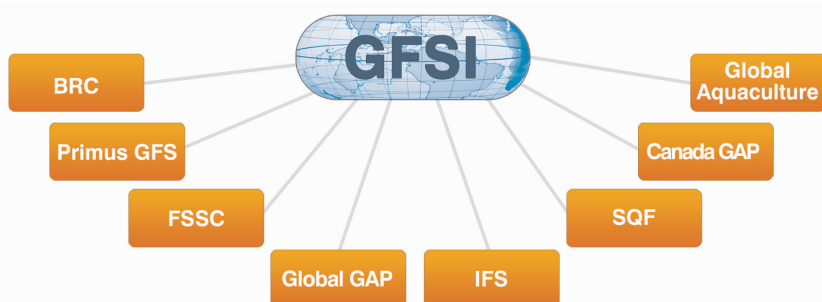 GFSI
BRC
Global
Aquaculture
Primus GFS
Canada GAP
FSSC
SQF
Global GAP
IFS